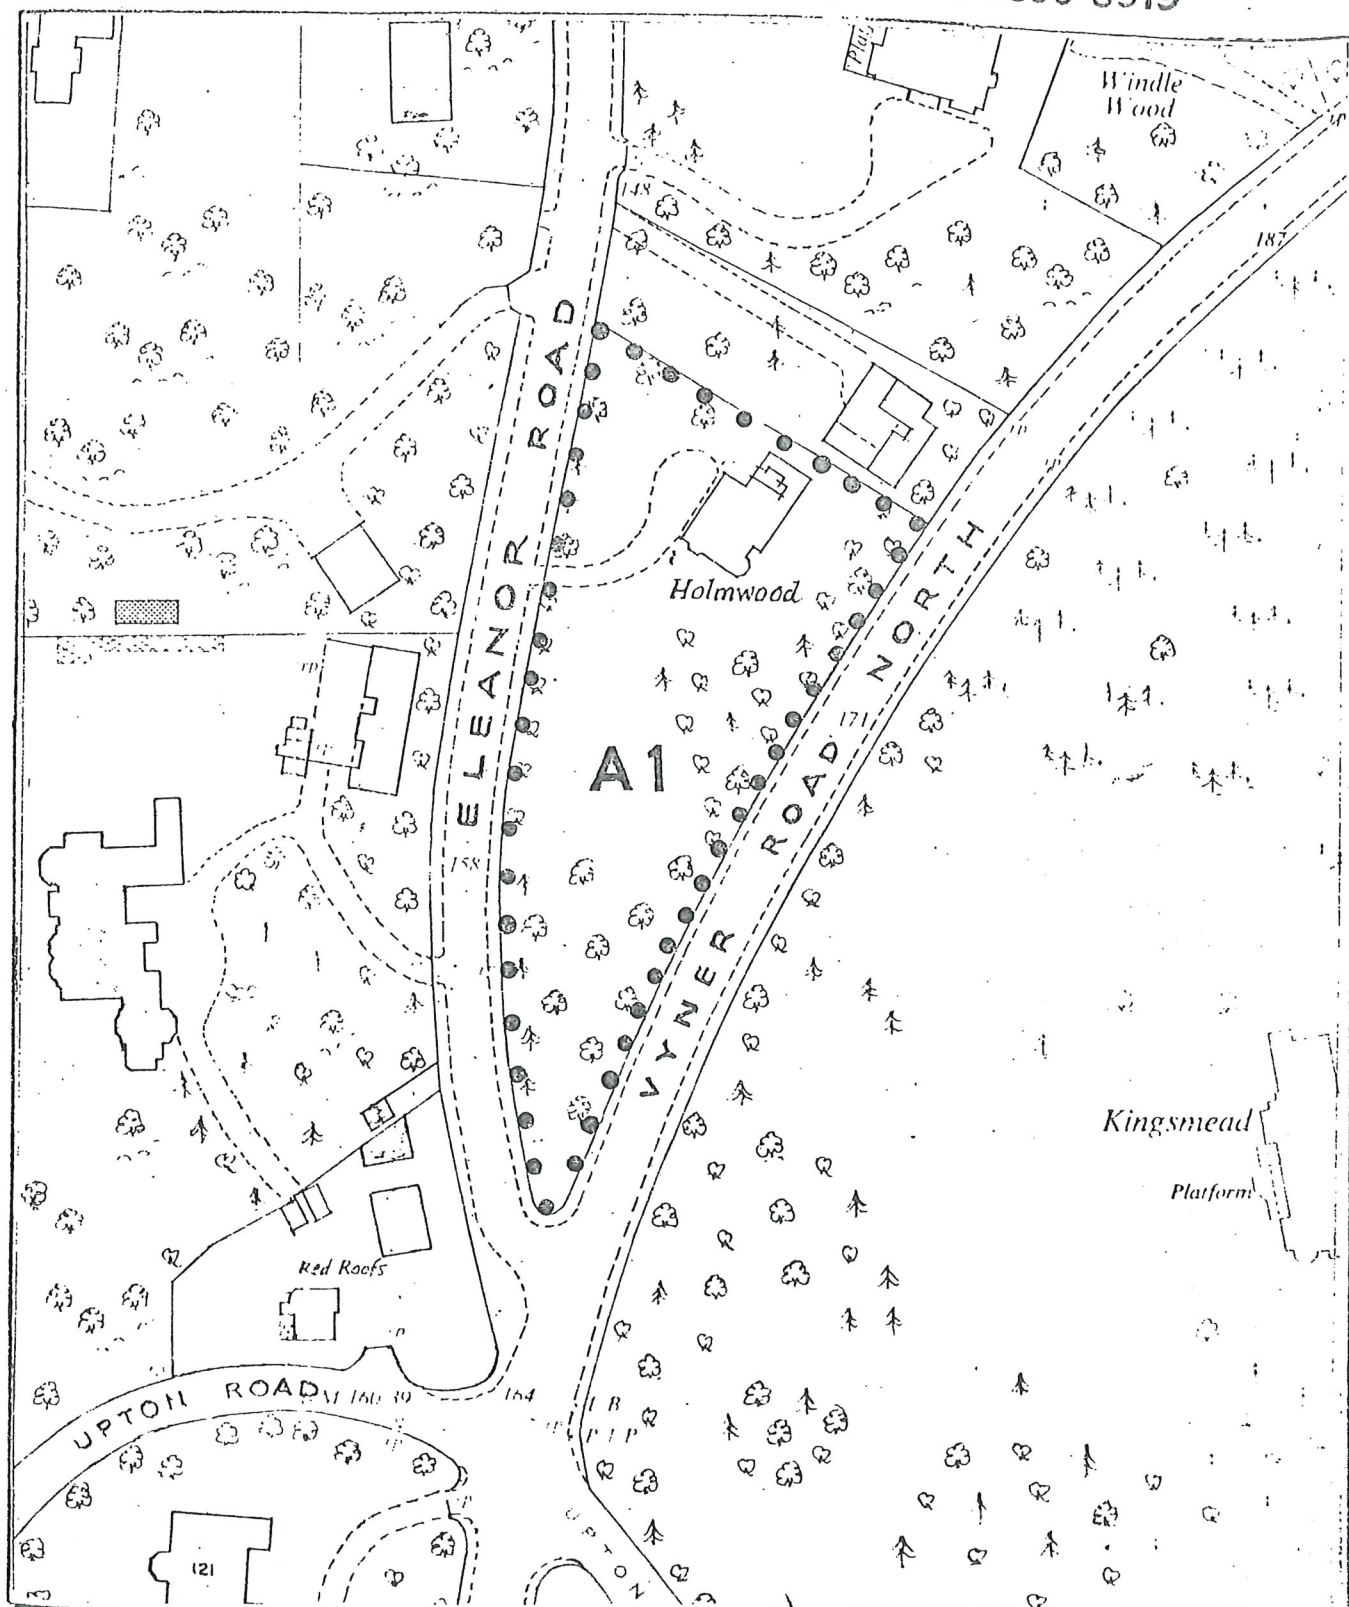 Windle
Wood
148
187
ELEANOR ROAD
Holmwood
VYNER ROAD NORTH
171
A1
158
Kingsmead
Platform
Red Roofs
UPTON ROAD
164
121
UPTON